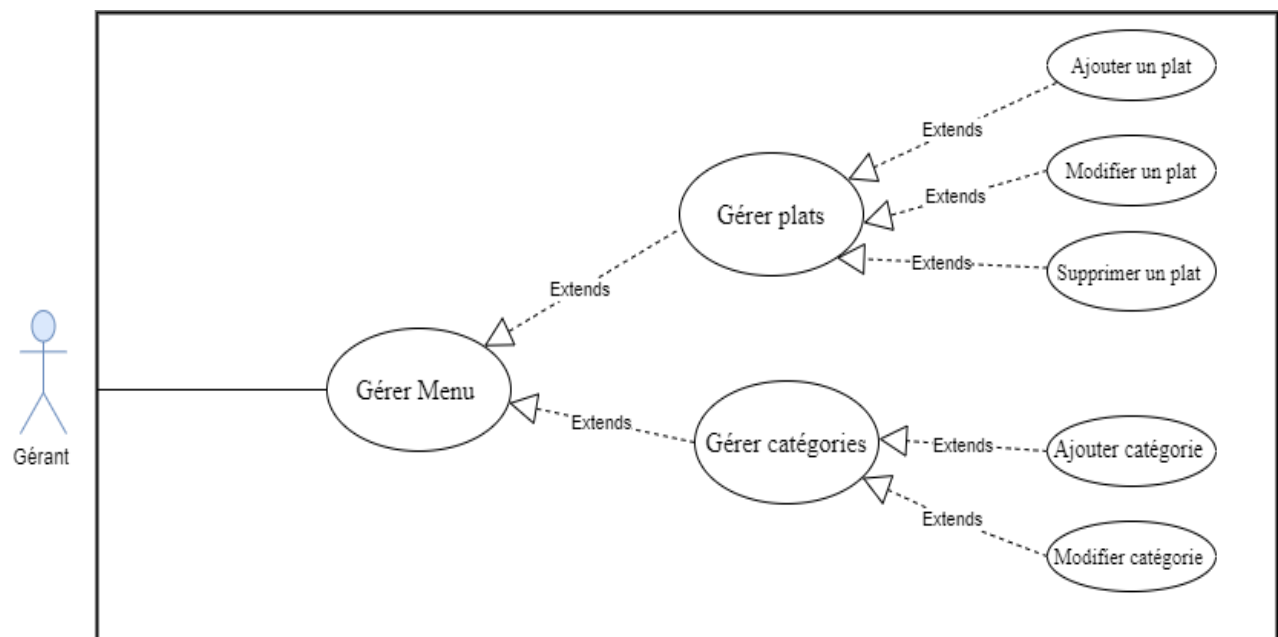 Ajouter un plat
Extends
Modifier un plat
Extends
Gérer plats
Extends
Supprimer un plat
Extends
Gérer Menu
Gérant
Extends
Gérer catégories
Extends
Ajouter catégorie
Extends
Modifier catégorie